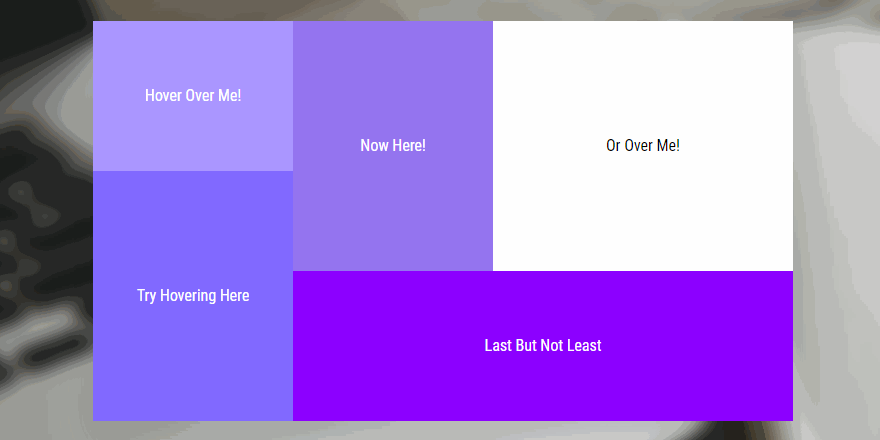 Hover Over Me!
Now Here!
Or Over Me!
Try Hovering Here
Last But Not Least